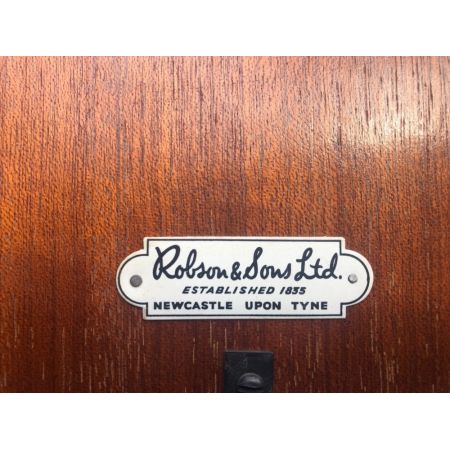 Robson & Sons Ltd.
ESTABLISHED 1835
NEWCASTLE UPON TYNE